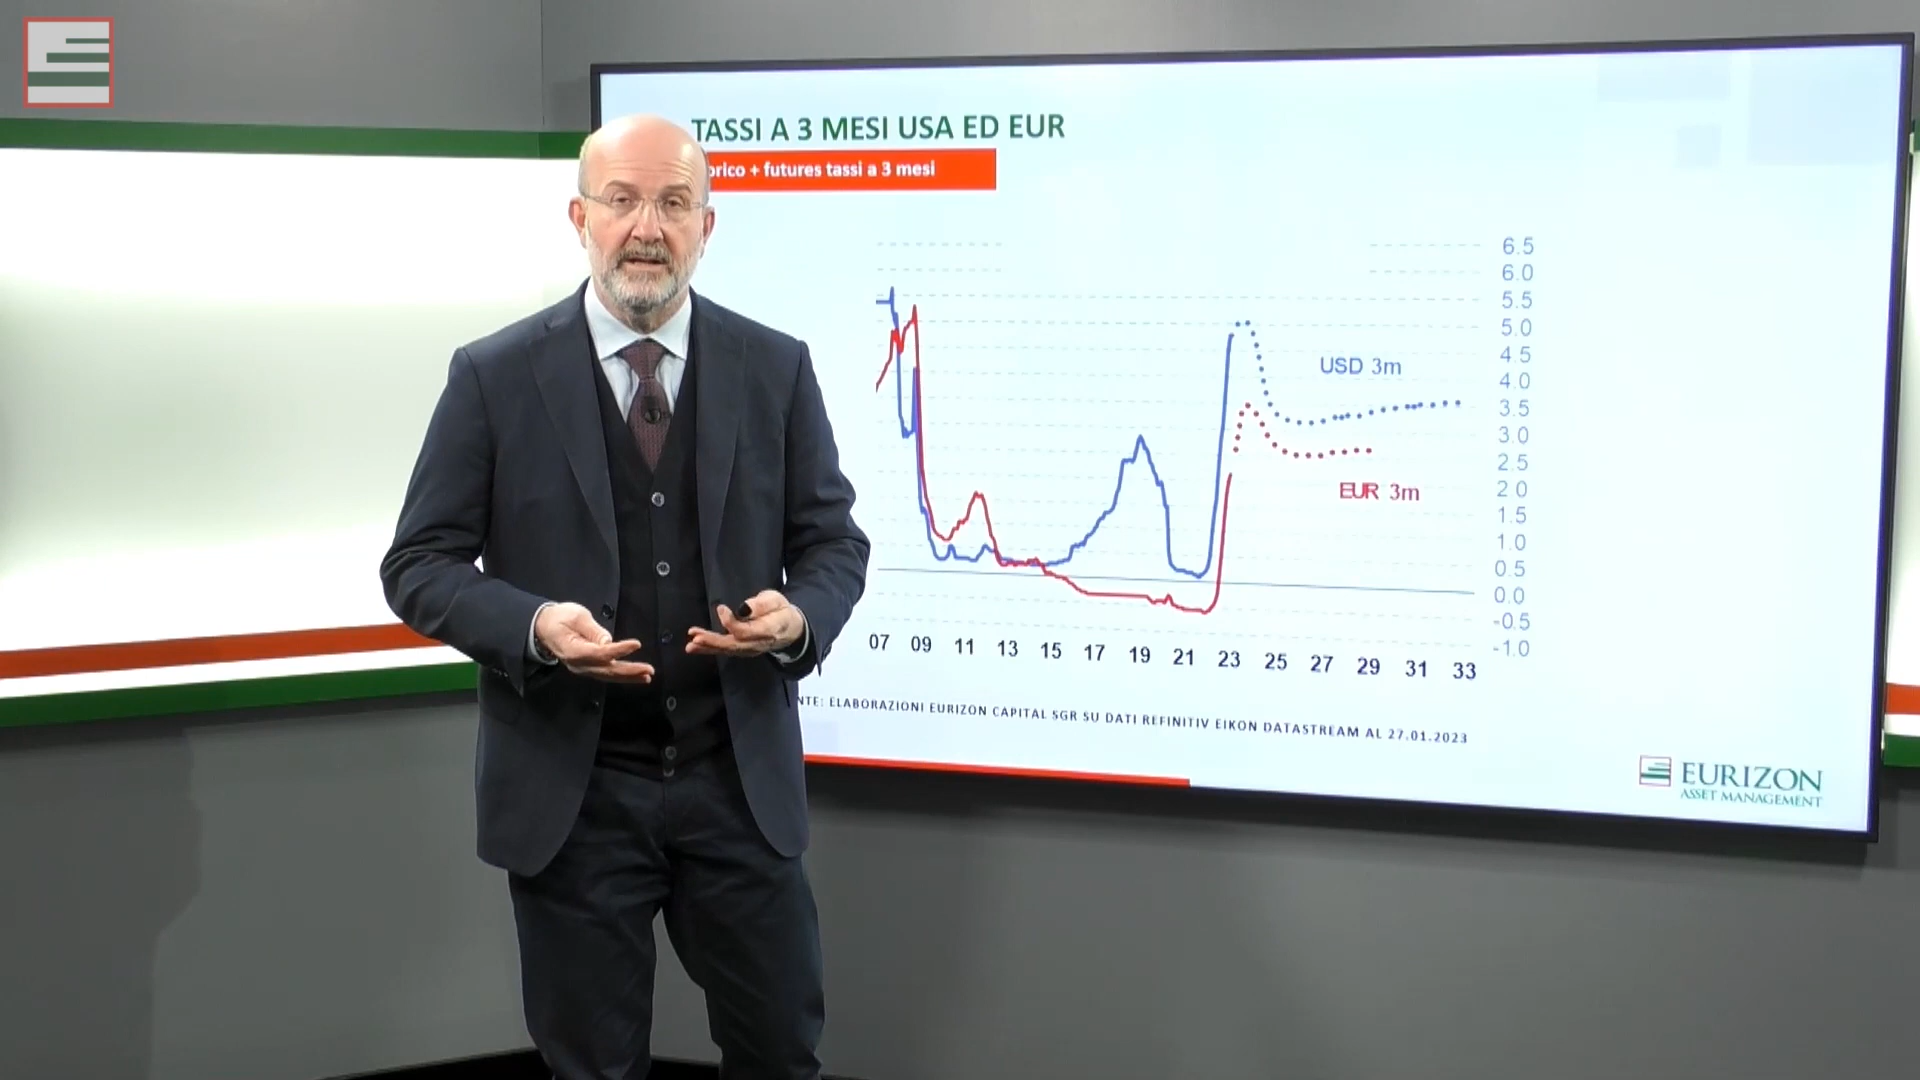 TASSI A 3 MESI USA ED EUR
orico + futures tassi a 3 mesi
6.5
6.0
5.5
5.0
4.5
4.0
3.5
3.0
2.5
2.0
1.5
1.0
0.5
0.0
-0.5
-1.0
USD 3m
EUR 3m
07 09 11 13 15 17 19 21 23 25 27 29 31 33
NTE: ELABORAZIONI EURIZON CAPITAL SGR SU DATI REFINITIV EIKON DATASTREAM AL 27.01.2023
EURIZON
ASSET MANAGEMENT